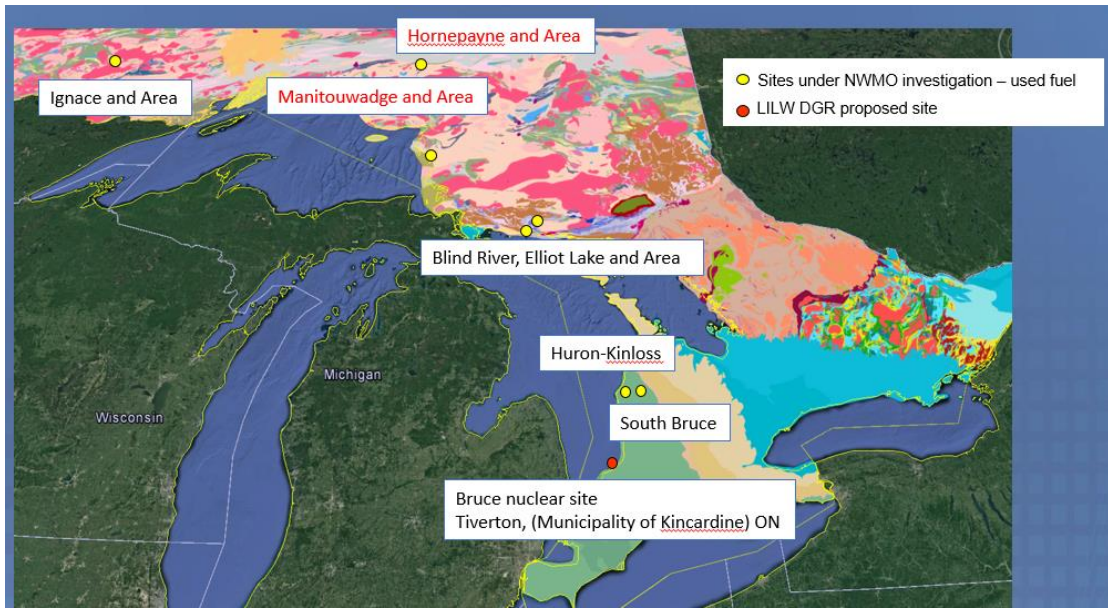 Hornepayne and Area
Ignace and Area
Manitouwadge and Area
Sites under NWMO investigation – used fuel
LILW DGR proposed site
Blind River, Elliot Lake and Area
Huron-Kinloss
Michigan
Wisconsin
South Bruce
Bruce nuclear site
Tiverton, (Municipality of Kincardine) ON